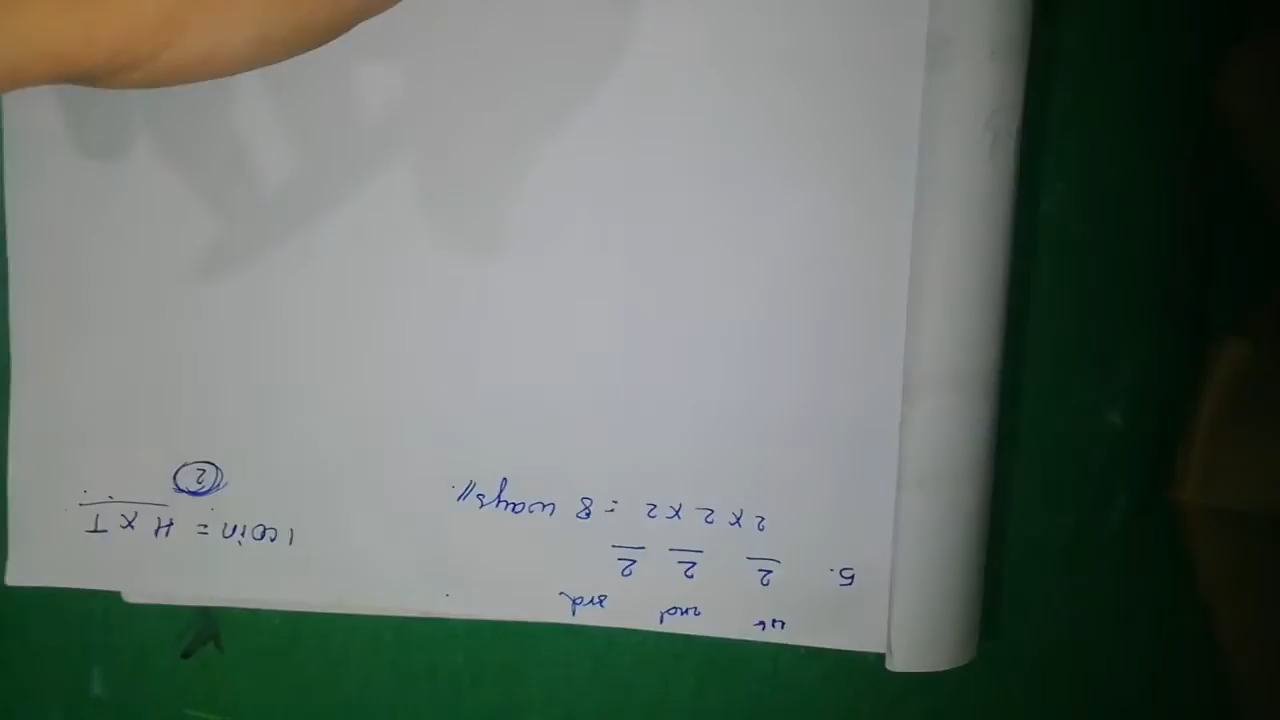 1st 2nd 3rd
5. 2 2 2
2 x 2 x 2 = 8 ways//
1 coin = H x T
2